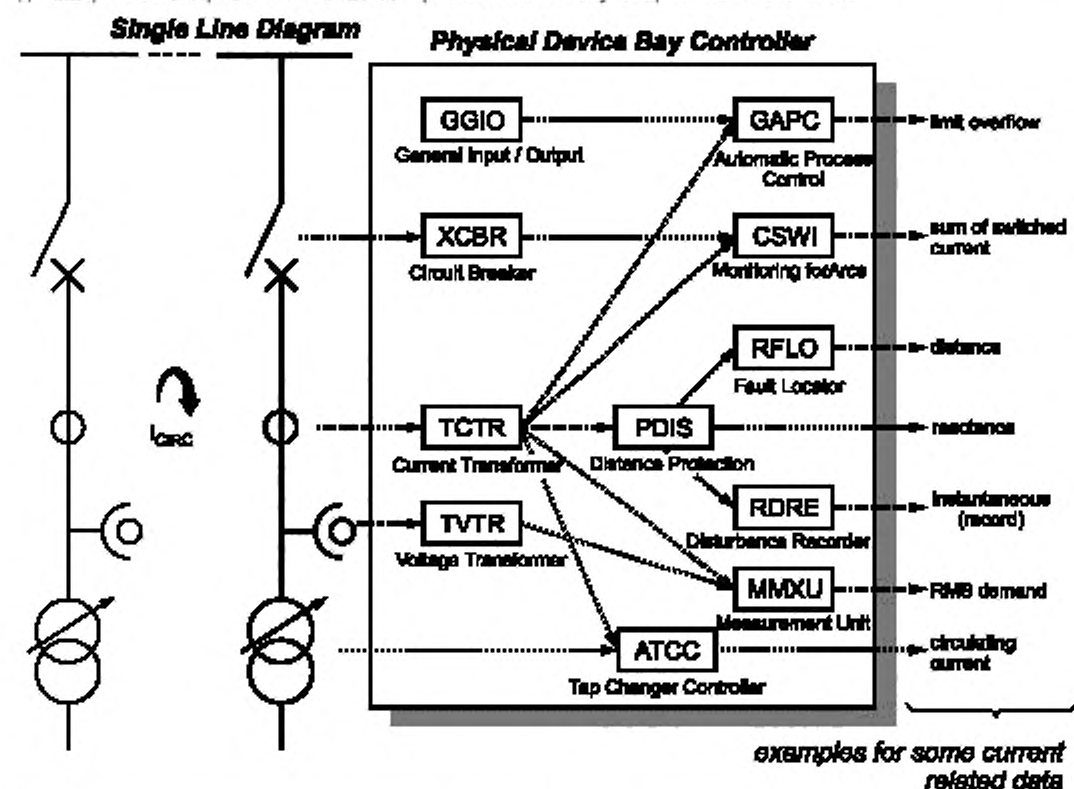 Single Line Diagram
Physical Device Bay Controller
GGIO
General Input / Output
GAPC
Automatic Process
Control
limit overflow
XCBR
Circuit Breaker
CSWI
Monitoring forArcs
sum of switched
current
RFLO
Fault Locator
distance
ICIRC
TCTR
Current Transformer
PDIS
Distance Protection
reactance
RDRE
Disturbance Recorder
instantaneous
(record)
TVTR
Voltage Transformer
MMXU
Measurement Unit
RMS demand
ATCC
Tap Changer Controller
circulating
current
examples for some current
related data